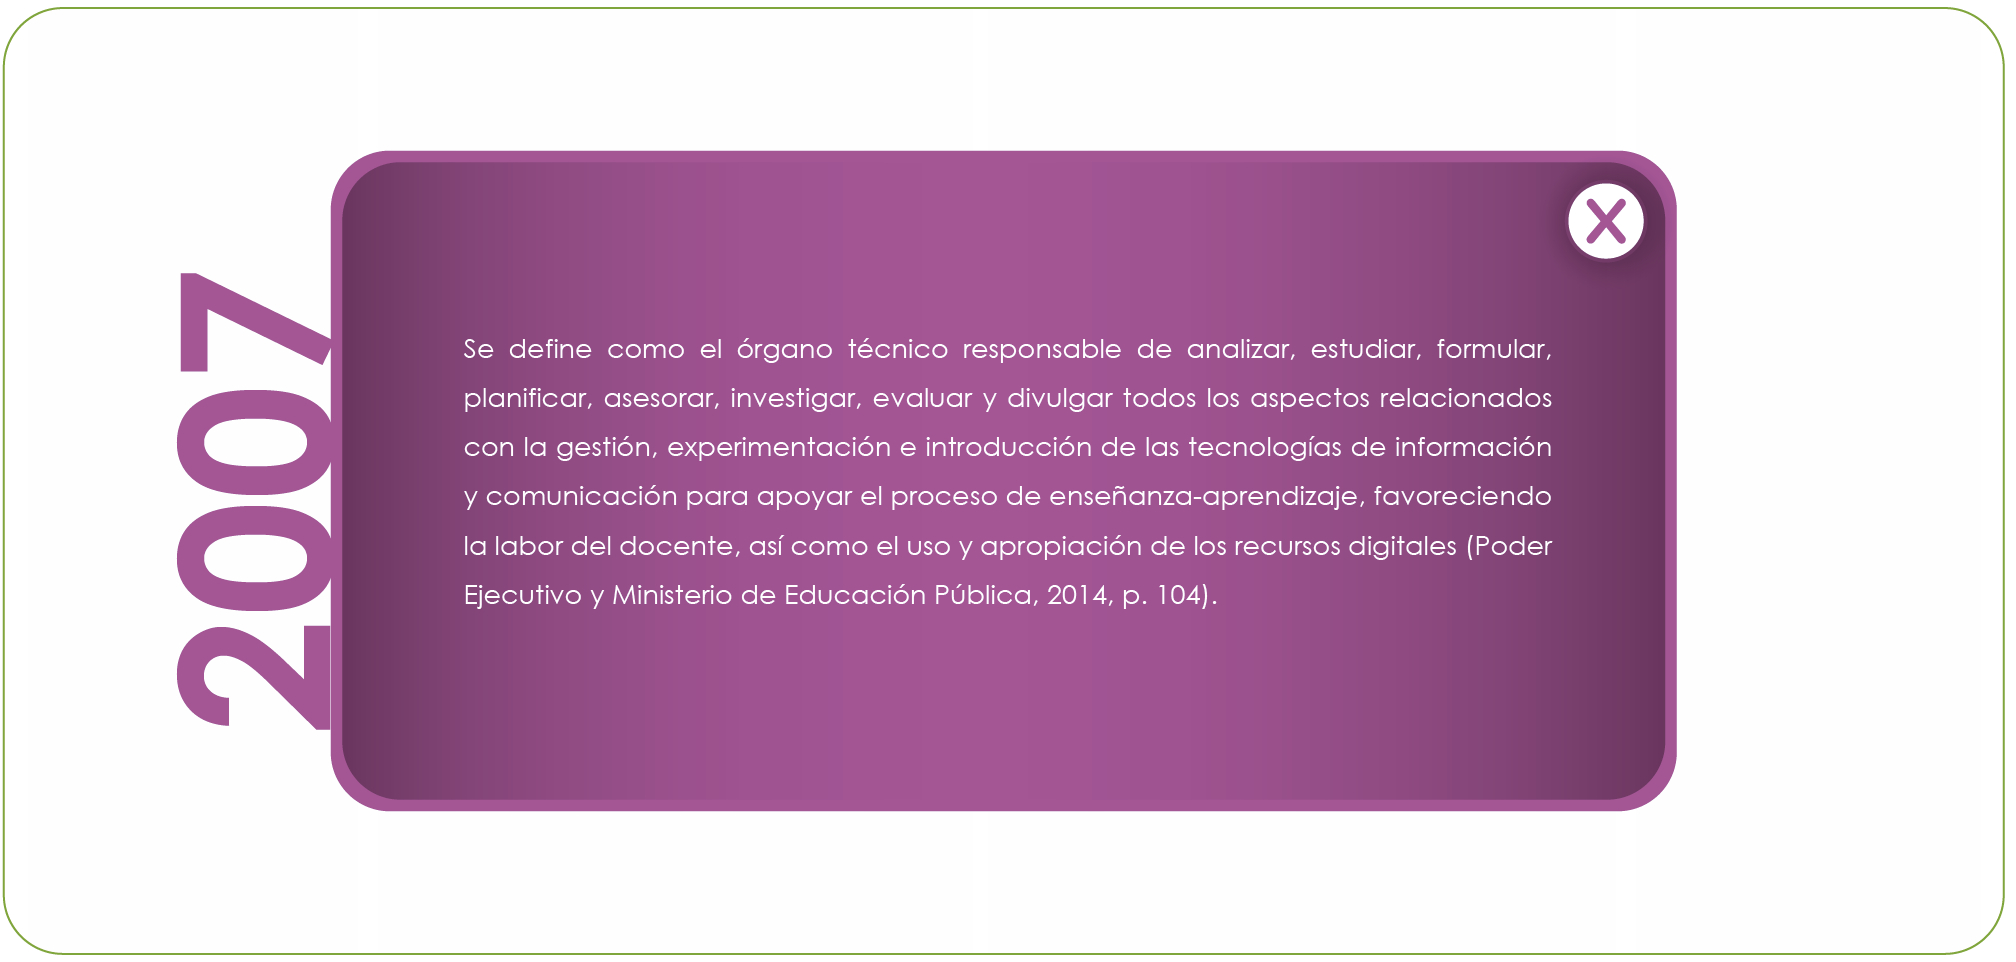 2007
X
Se define como el órgano técnico responsable de analizar, estudiar, formular,
planificar, asesorar, investigar, evaluar y divulgar todos los aspectos relacionados
con la gestión, experimentación e introducción de las tecnologías de información
y comunicación para apoyar el proceso de enseñanza-aprendizaje, favoreciendo
la labor del docente, así como el uso y apropiación de los recursos digitales (Poder
Ejecutivo y Ministerio de Educación Pública, 2014, p. 104).